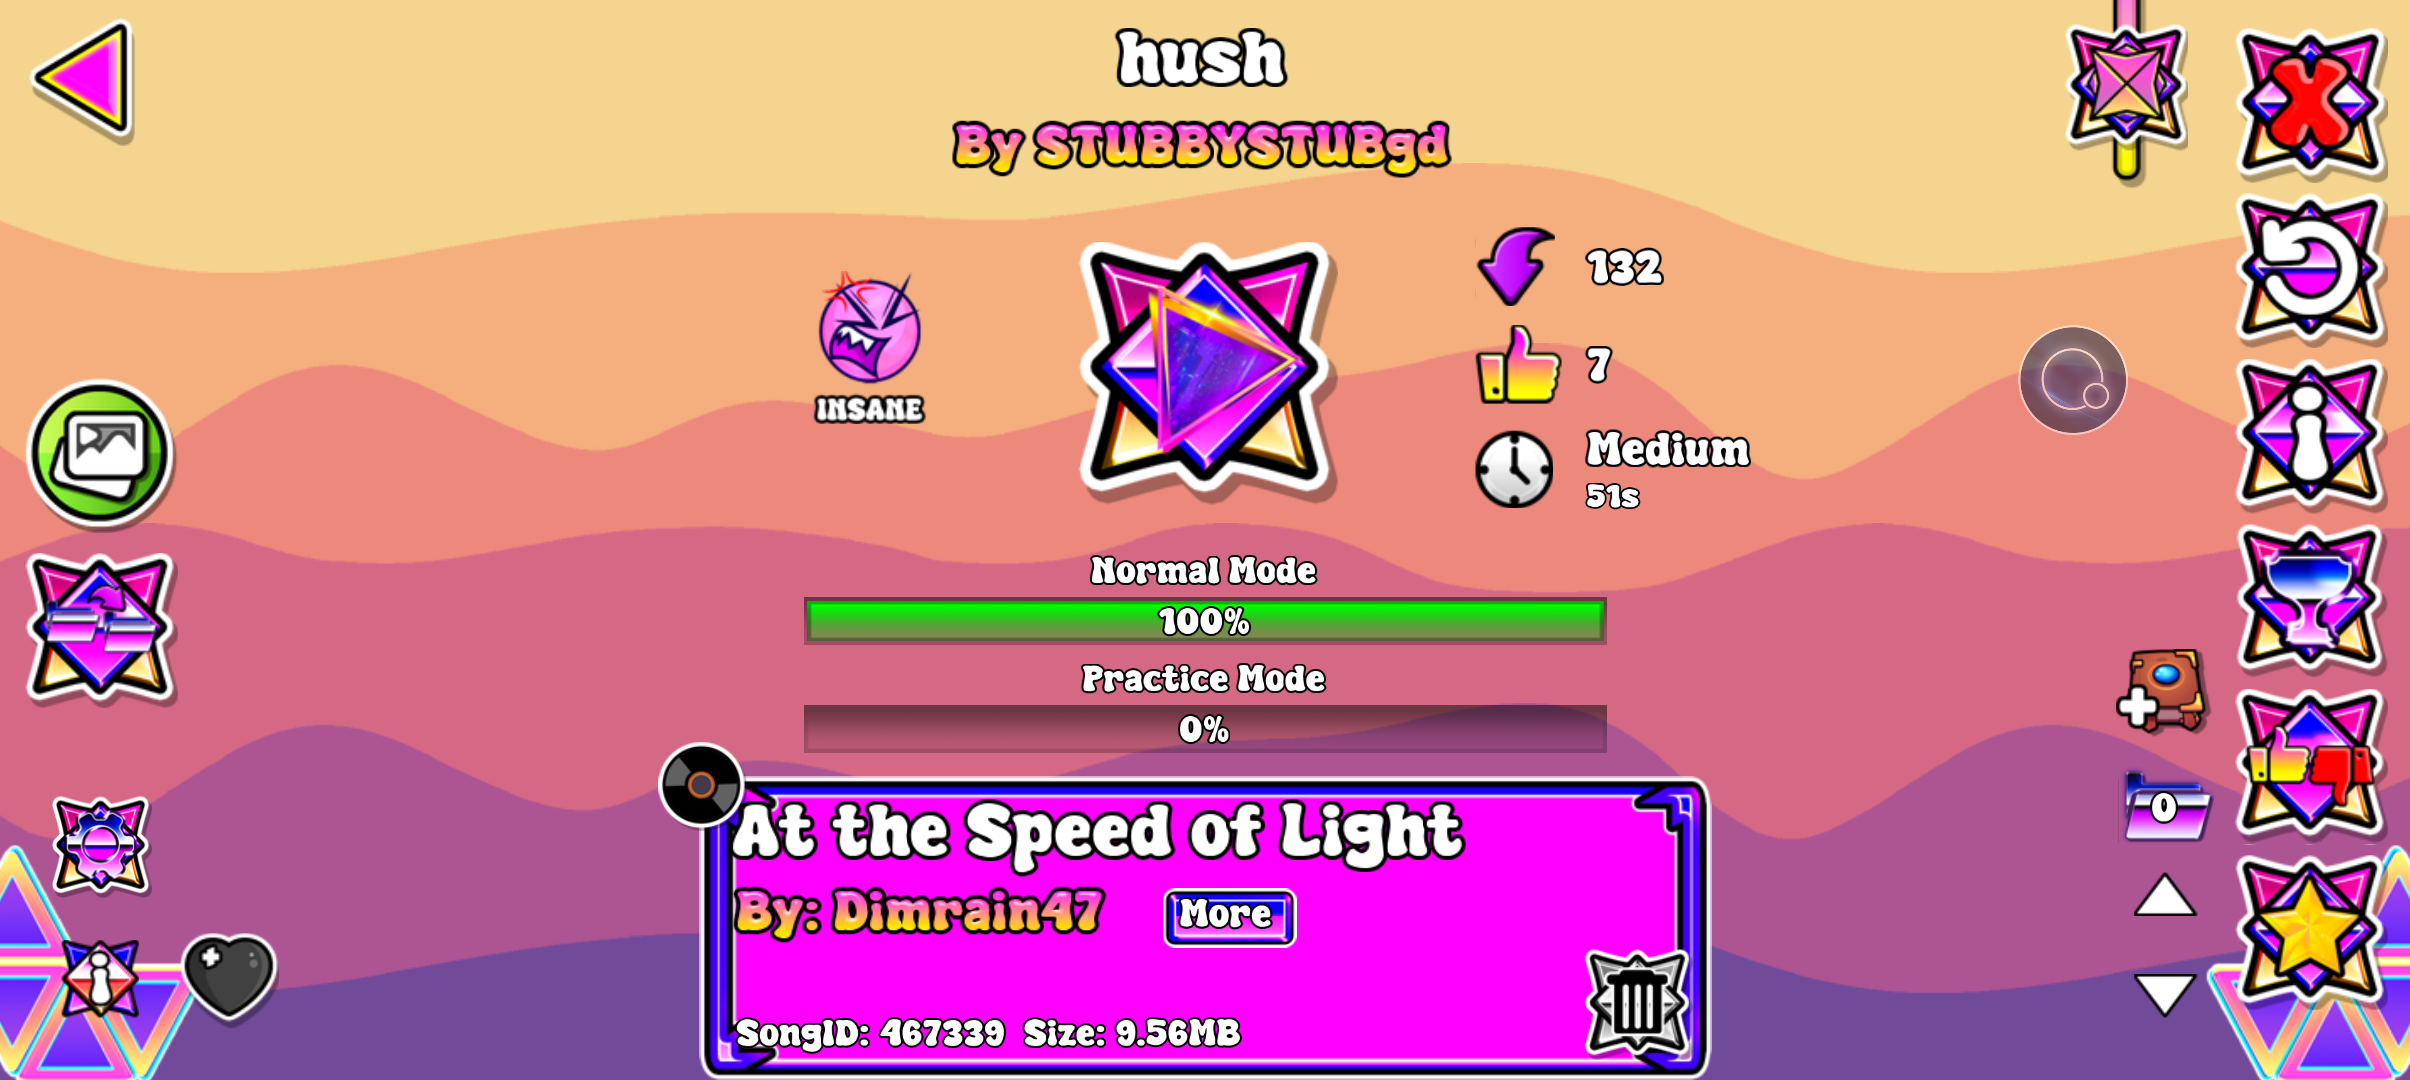 hush
By STUBBYSTUBgd
132
INSANE
7
Medium
51s
Normal Mode
100%
Practice Mode
0%
At the Speed of Light
By: Dimrain47
More
SongID: 467339 Size: 9.56MB
0